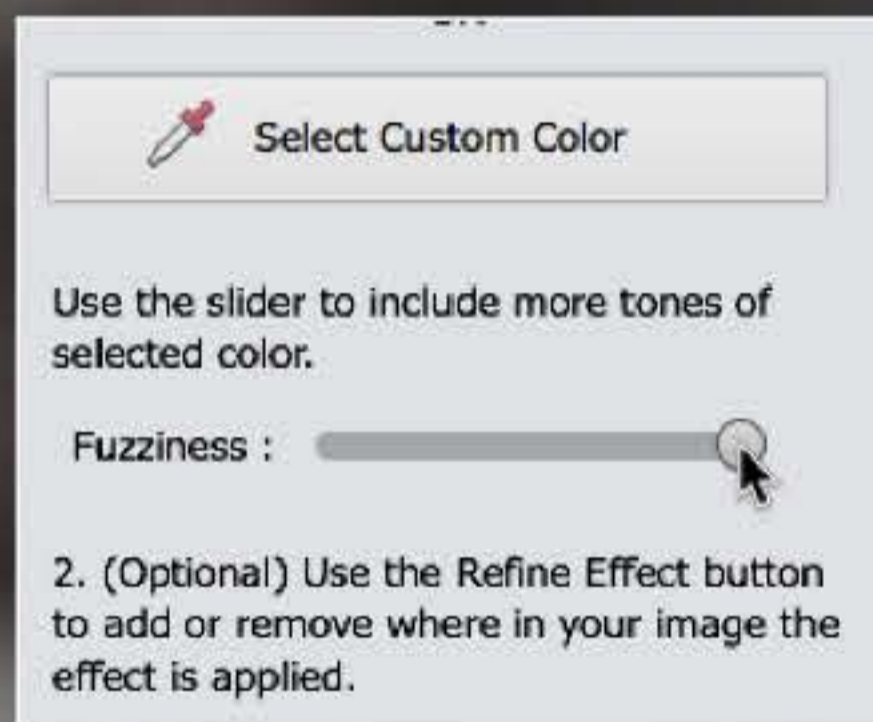 Select Custom Color
Use the slider to include more tones of
selected color.
Fuzziness :
2. (Optional) Use the Refine Effect button
to add or remove where in your image the
effect is applied.